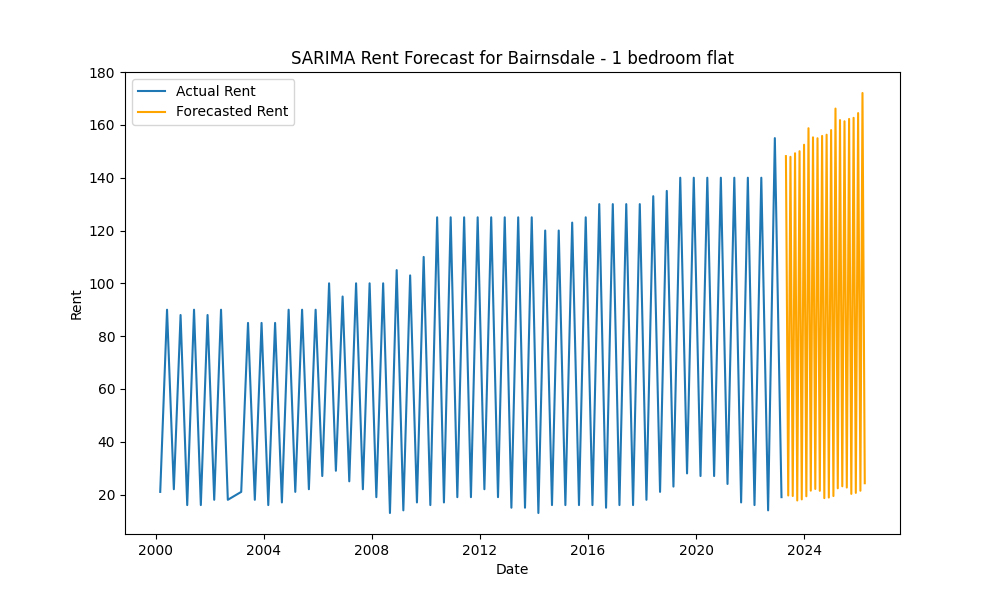 SARIMA Rent Forecast for Bairnsdale - 1 bedroom flat
Actual Rent
Forecasted Rent
180
160
140
120
100
80
60
40
20
Rent
2000 2004 2008 2012 2016 2020 2024
Date